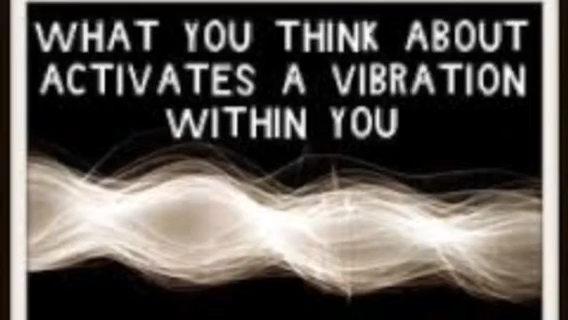 WHAT YOU THINK ABOUT
ACTIVATES A VIBRATION
WITHIN YOU